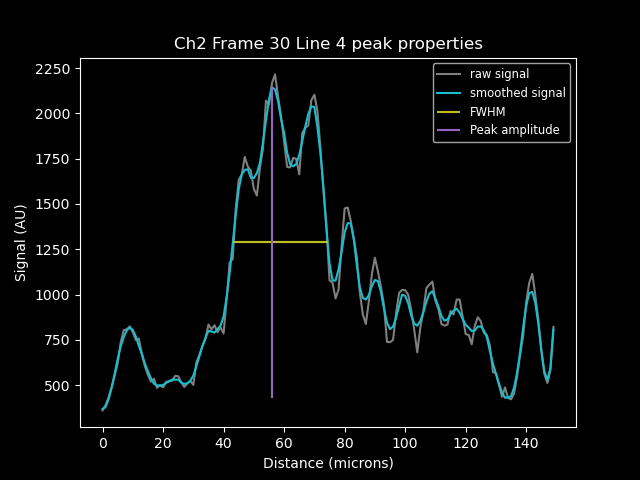 Ch2 Frame 30 Line 4 peak properties
raw signal
smoothed signal
FWHM
Peak amplitude
Signal (AU)
2250
2000
1750
1500
1250
1000
750
500
0 20 40 60 80 100 120 140
Distance (microns)